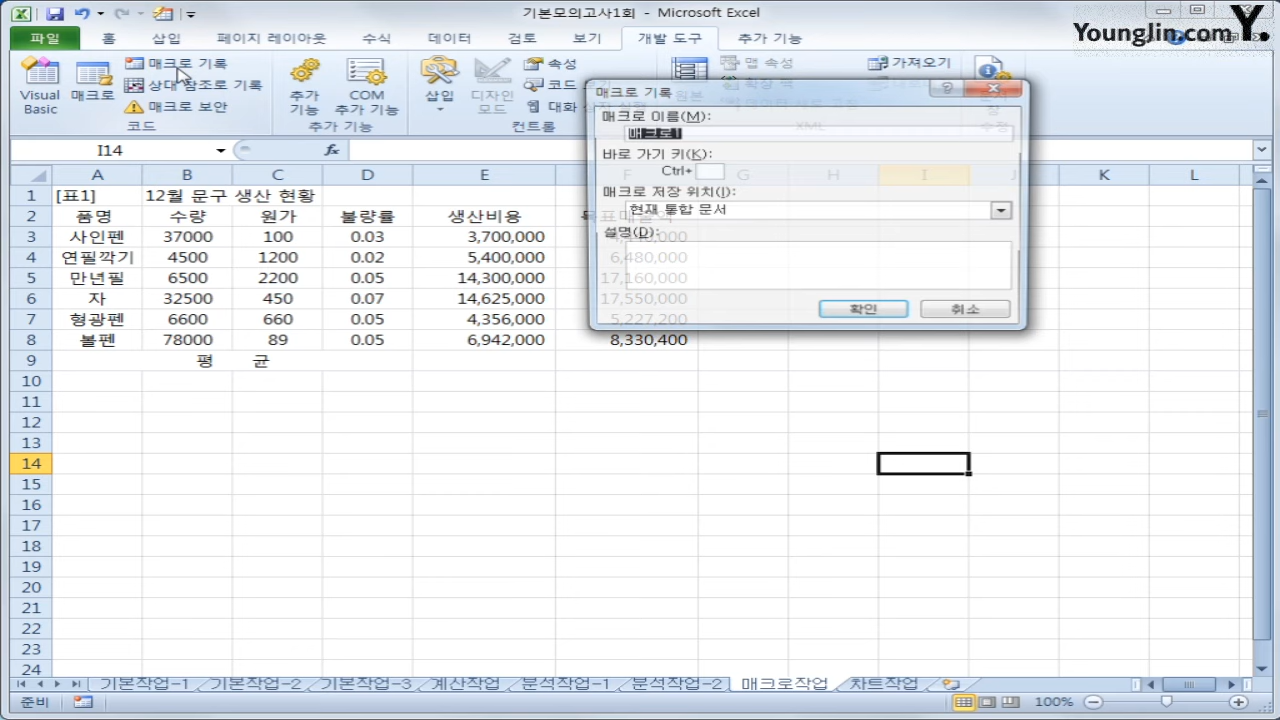 기본모의고사1회 - Microsoft Excel
Younglin.com Y.
파일 홈 삽입 페이지 레이아웃 수식 데이터 검토 보기 개발 도구 추가 기능
Visual Basic
매크로
매크로 기록
상대 참조로 기록
매크로 보안
코드
추가 기능
COM 추가 기능
추가 기능
삽입
디자인 모드
속성
코드
대화
컨트롤
맵 속성
가져오기
XML
매크로 기록
매크로 이름(M):
매크로1
바로 가기 키(K):
Ctrl+
매크로 저장 위치(I):
현재 통합 문서
설명(D):
확인 취소
I14 fx
A B C D E F G H I J K L
1 [표1] 12월 문구 생산 현황
2 품명 수량 원가 불량률 생산비용
3 사인펜 37000 100 0.03 3,700,000
4 연필깍기 4500 1200 0.02 5,400,000 6,480,000
5 만년필 6500 2200 0.05 14,300,000 17,160,000
6 자 32500 450 0.07 14,625,000 17,550,000
7 형광펜 6600 660 0.05 4,356,000 5,227,200
8 볼펜 78000 89 0.05 6,942,000 8,330,400
9 평 균
10
11
12
13
14
15
16
17
18
19
20
21
22
23
24
기본작업-1 기본작업-2 기본작업-3 계산작업 분석작업-1 분석작업-2 매크로작업 차트작업
준비 100%